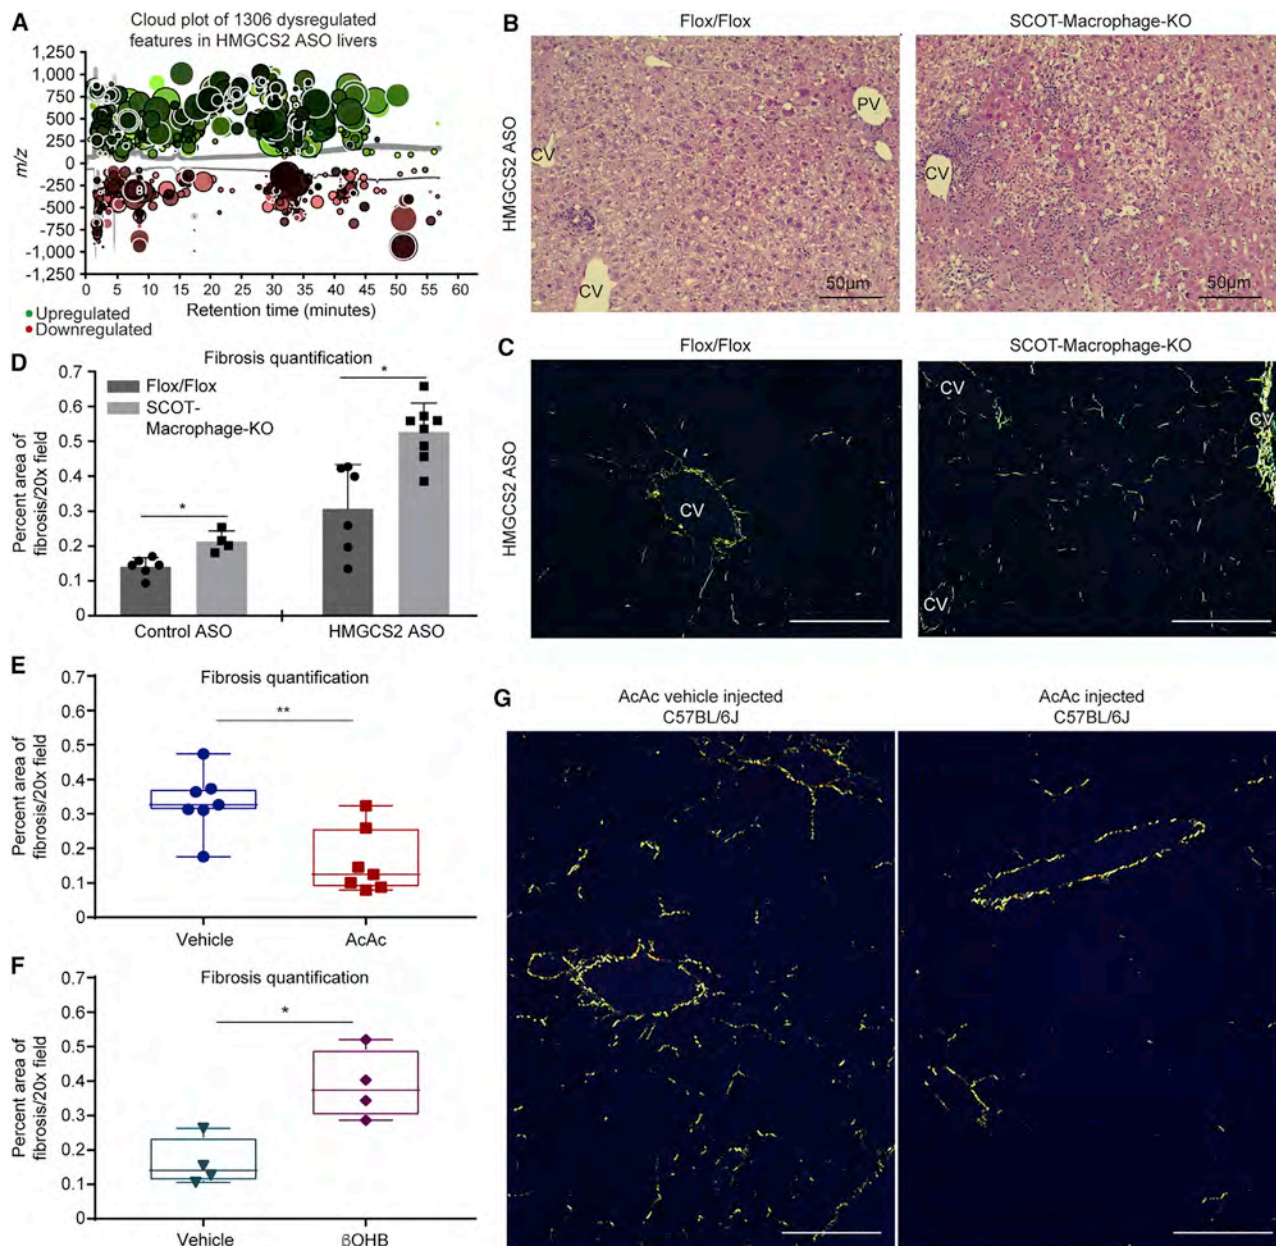 A
Cloud plot of 1306 dysregulated
features in HMGCS2 ASO livers
1,250
1,000
750
500
250
0
-250
-500
-750
-1,000
-1,250
m/z
0 5 10 15 20 25 30 35 40 45 50 55 60
Retention time (minutes)
Upregulated
Downregulated
B
Flox/Flox
SCOT-Macrophage-KO
HMGCS2 ASO
CV
PV
CV
50µm
CV
50µm
C
Flox/Flox
SCOT-Macrophage-KO
HMGCS2 ASO
CV
CV
CV
CV
D
Fibrosis quantification
Flox/Flox
SCOT-
Macrophage-KO
*
*
0.7
0.6
0.5
0.4
0.3
0.2
0.1
0
Percent area of
fibrosis/20x field
Control ASO
HMGCS2 ASO
E
Fibrosis quantification
**
0.7
0.6
0.5
0.4
0.3
0.2
0.1
0
Percent area of
fibrosis/20x field
Vehicle
AcAc
F
Fibrosis quantification
*
0.7
0.6
0.5
0.4
0.3
0.2
0.1
0
Percent area of
fibrosis/20x field
Vehicle
βOHB
G
AcAc vehicle injected
C57BL/6J
AcAc injected
C57BL/6J